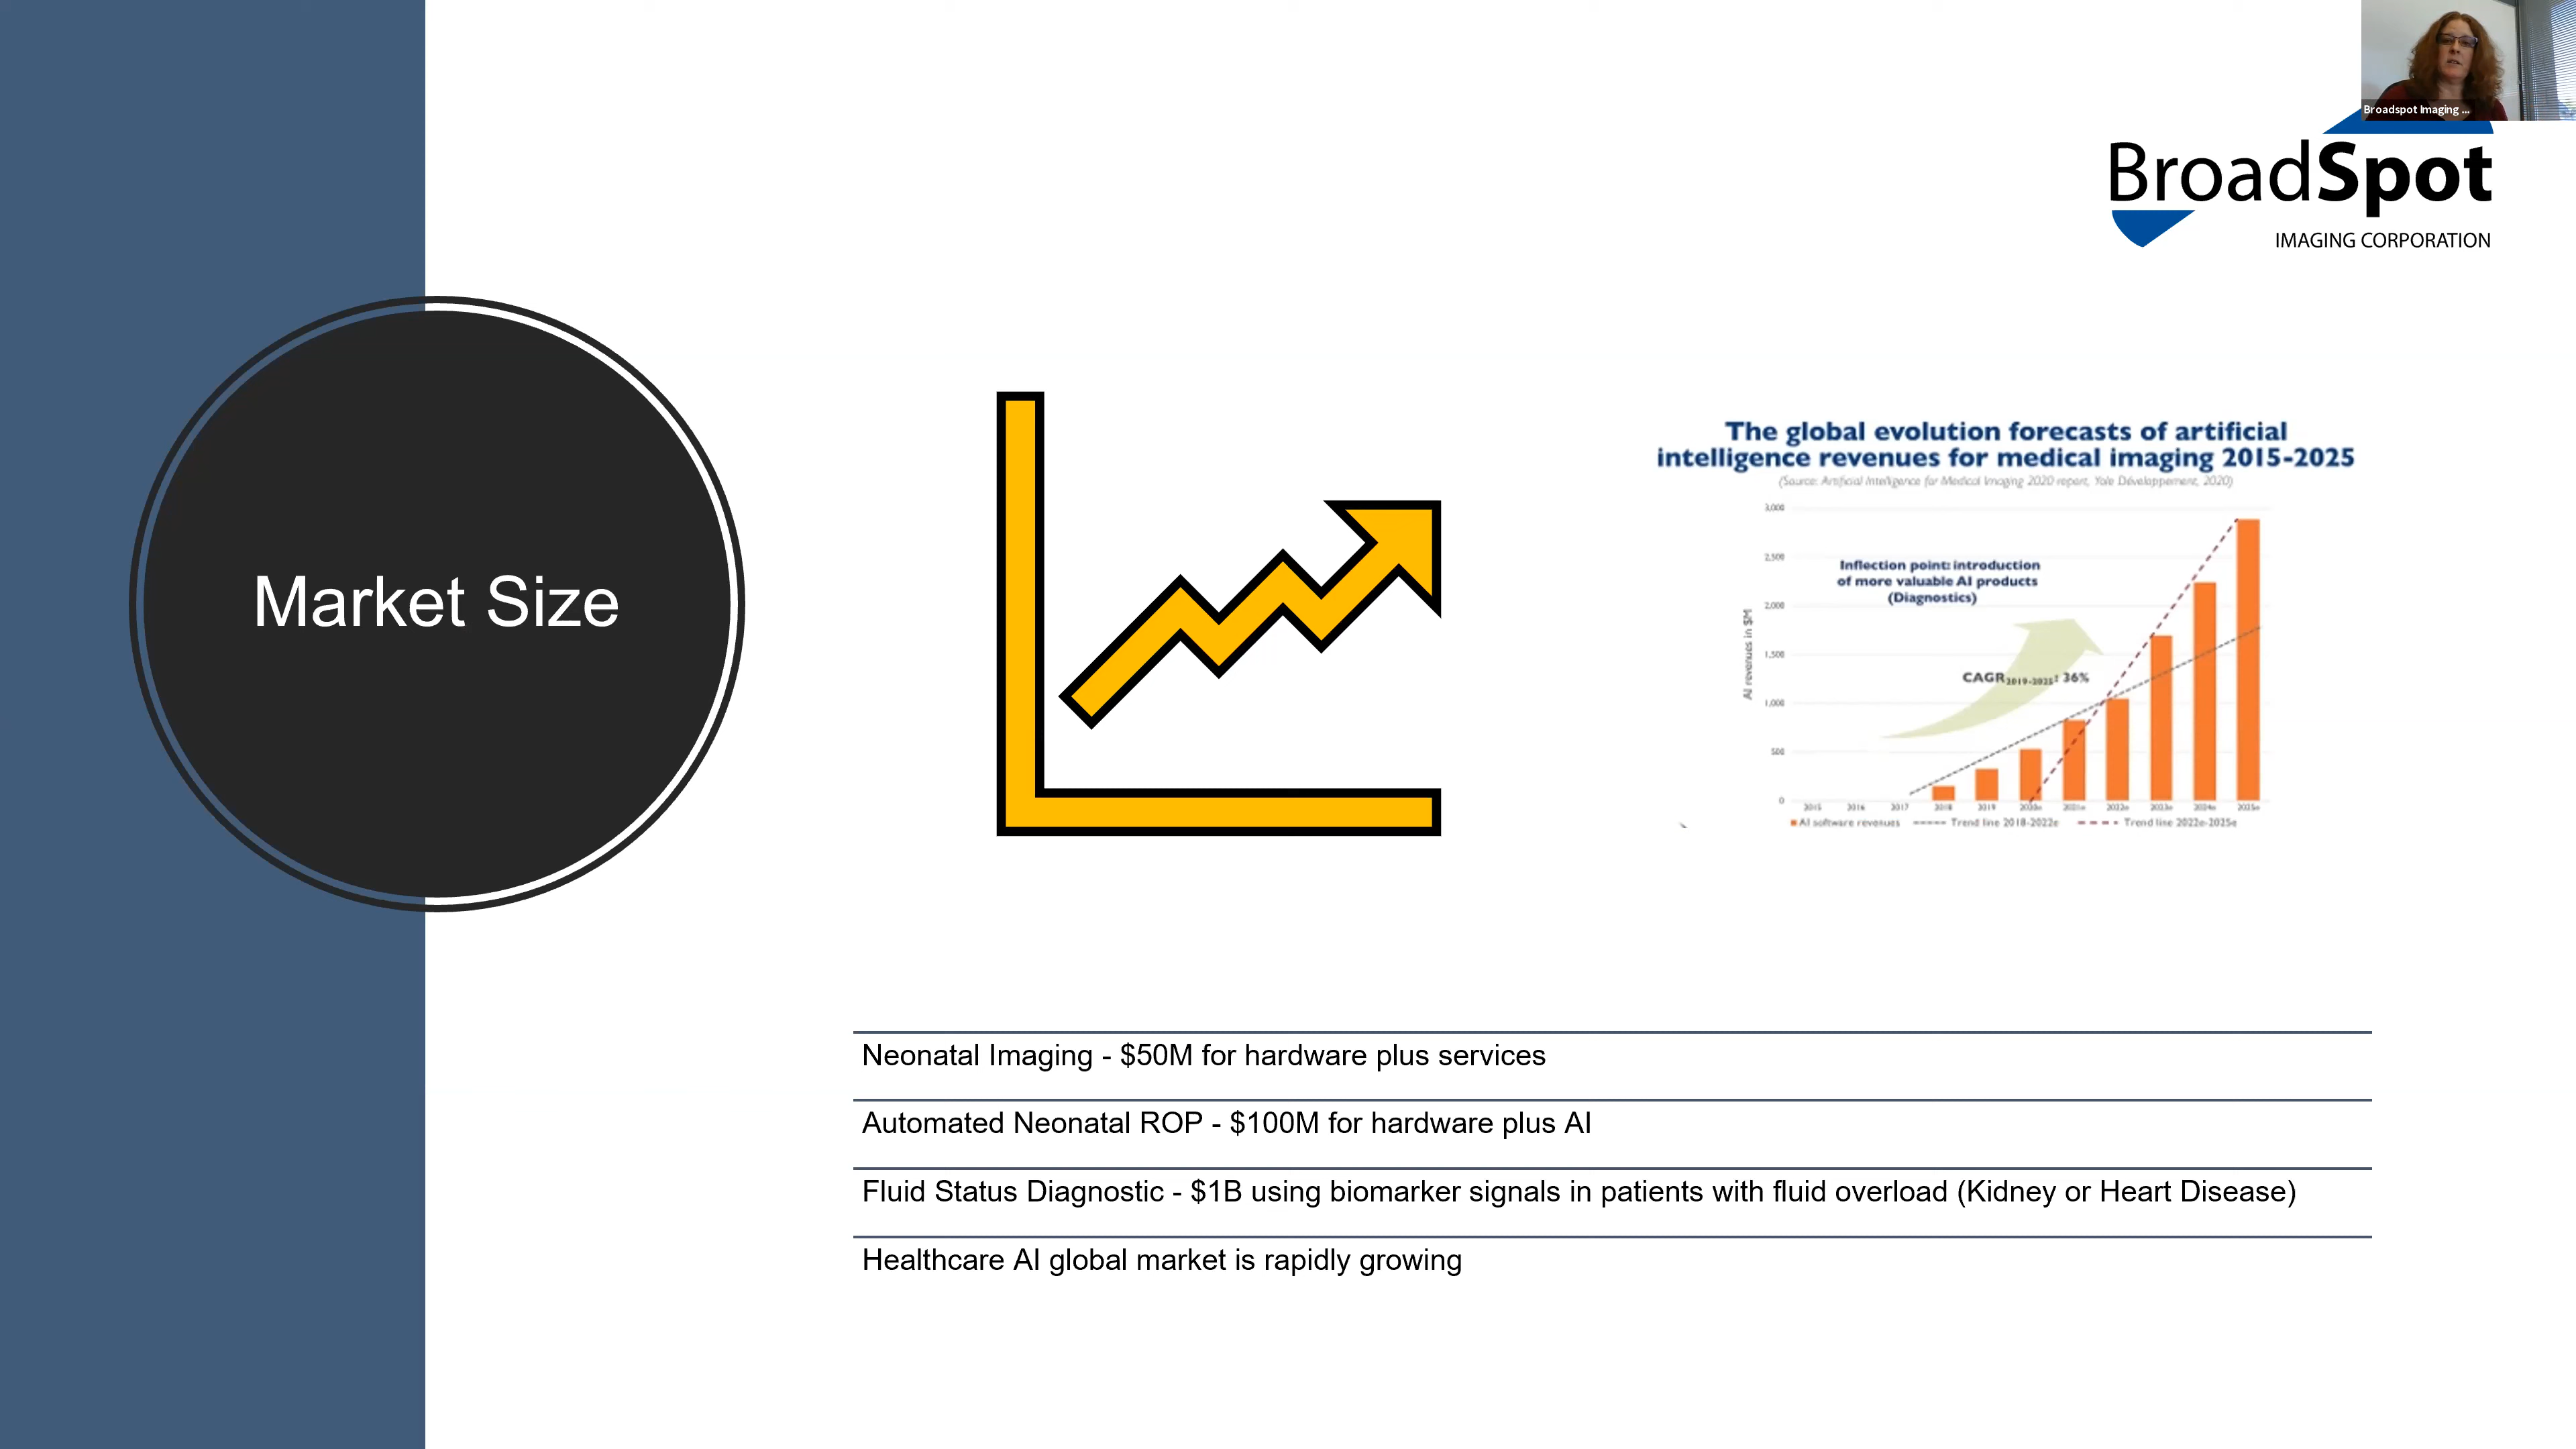 Broadspot Imaging ...
BroadSpot
IMAGING CORPORATION
Market Size
The global evolution forecasts of artificial
intelligence revenues for medical imaging 2015-2025
(Source: Artificial Intelligence for Medical Imaging 2020 report, Yole Développement, 2020)
3,000
2,500
2,000
1,500
1,000
500
0
AI revenues in $M
Inflection point: introduction
of more valuable AI products
(Diagnostics)
CAGR2019-2025: 36%
2015 2016 2017 2018 2019 2020e 2021e 2022e 2023e 2024e 2025e
AI software revenues Trend line 2018-2022e Trend line 2022e-2025e
Neonatal Imaging - $50M for hardware plus services
Automated Neonatal ROP - $100M for hardware plus AI
Fluid Status Diagnostic - $1B using biomarker signals in patients with fluid overload (Kidney or Heart Disease)
Healthcare AI global market is rapidly growing